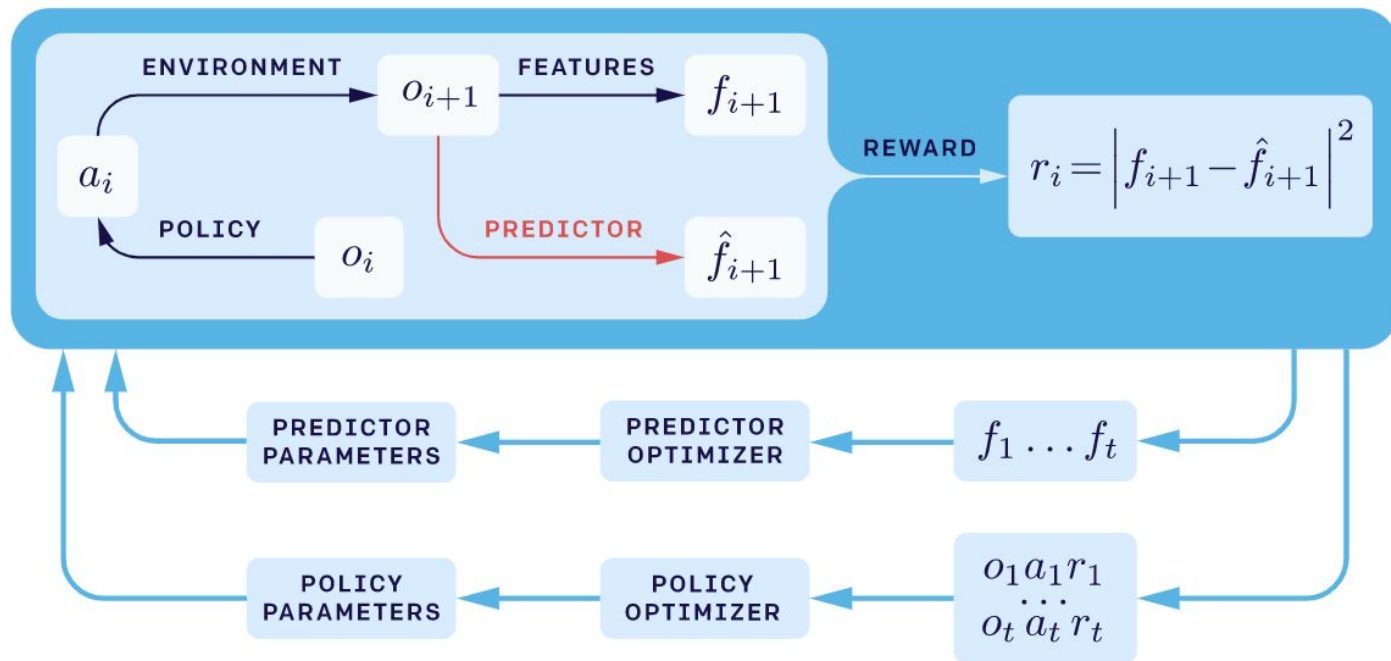 ENVIRONMENT
o_{i+1}
FEATURES
f_{i+1}
REWARD
r_i = |f_{i+1} − f̂_{i+1}|^2
a_i
POLICY
o_i
PREDICTOR
f̂_{i+1}
PREDICTOR
PARAMETERS
PREDICTOR
OPTIMIZER
f_1 ... f_t
POLICY
PARAMETERS
POLICY
OPTIMIZER
o_1 a_1 r_1
...
o_t a_t r_t